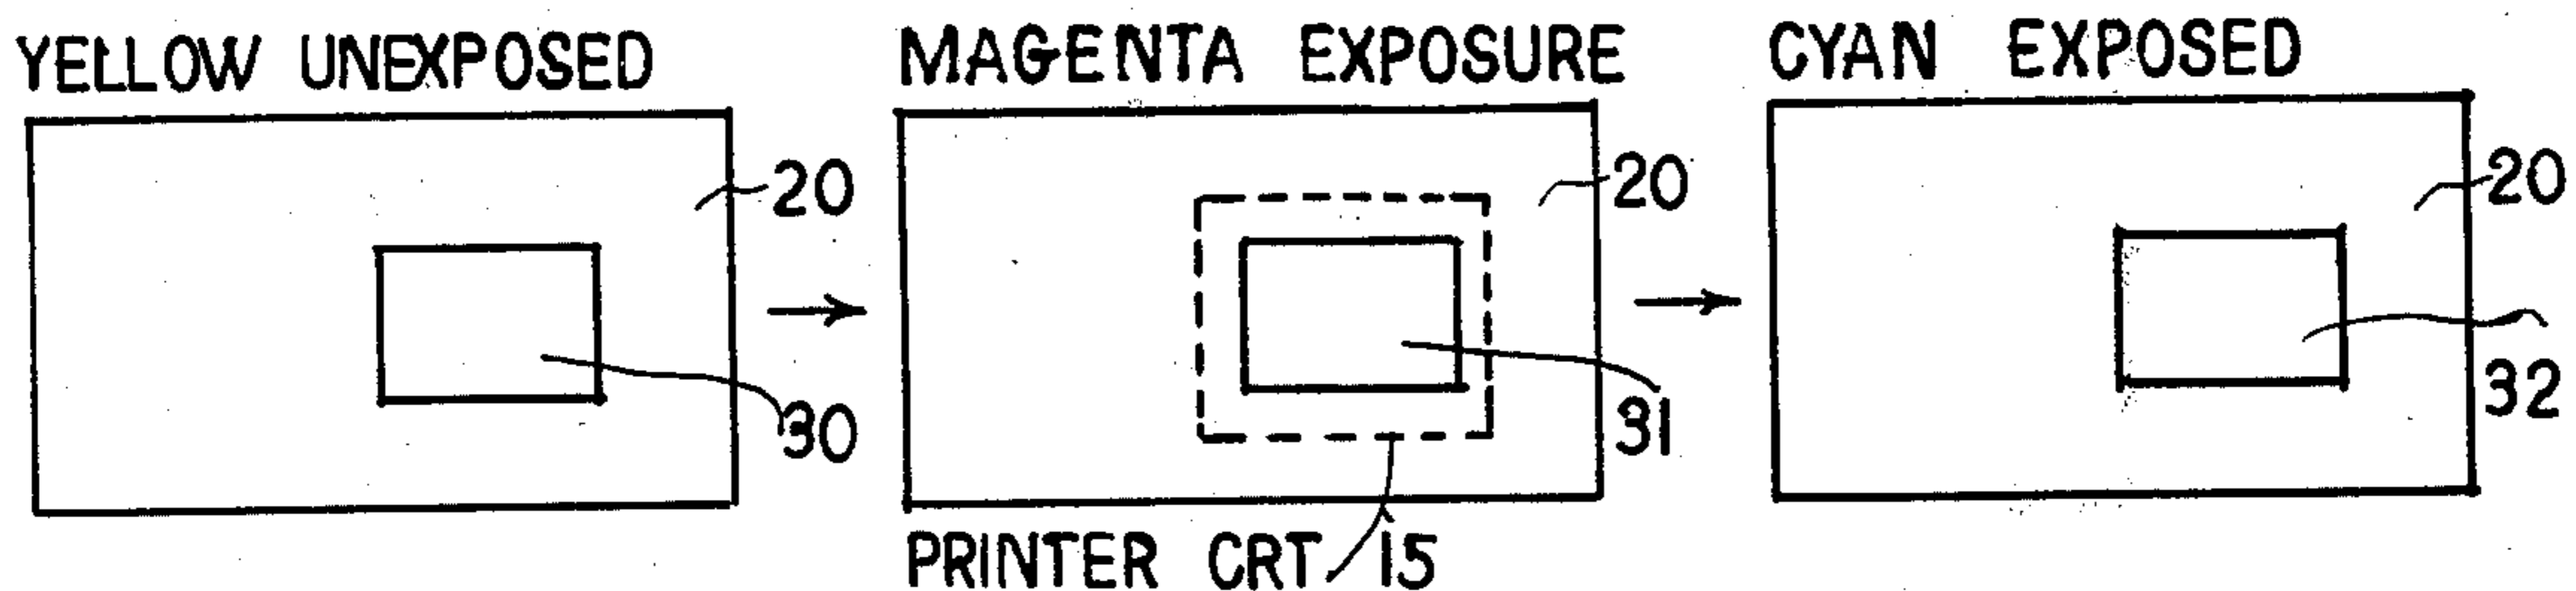 YELLOW UNEXPOSED
MAGENTA EXPOSURE
CYAN EXPOSED
20
20
20
30
31
32
PRINTER CRT 15